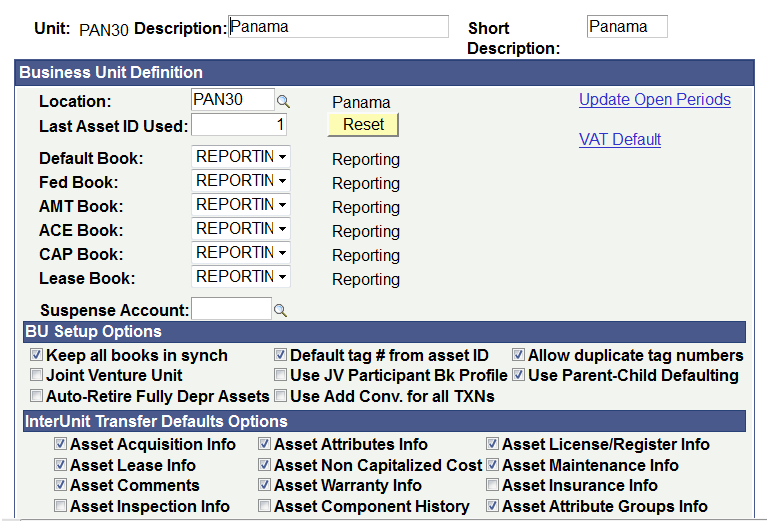 Unit: PAN30 Description: Panama Short Description: Panama
Business Unit Definition
Location: PAN30 Panama Update Open Periods
Last Asset ID Used: 1 Reset
VAT Default
Default Book: REPORTIN Reporting
Fed Book: REPORTIN Reporting
AMT Book: REPORTIN Reporting
ACE Book: REPORTIN Reporting
CAP Book: REPORTIN Reporting
Lease Book: REPORTIN Reporting
Suspense Account:
BU Setup Options
Keep all books in synch Default tag # from asset ID Allow duplicate tag numbers
Joint Venture Unit Use JV Participant Bk Profile Use Parent-Child Defaulting
Auto-Retire Fully Depr Assets Use Add Conv. for all TXNs
InterUnit Transfer Defaults Options
Asset Acquisition Info Asset Attributes Info Asset License/Register Info
Asset Lease Info Asset Non Capitalized Cost Asset Maintenance Info
Asset Comments Asset Warranty Info Asset Insurance Info
Asset Inspection Info Asset Component History Asset Attribute Groups Info